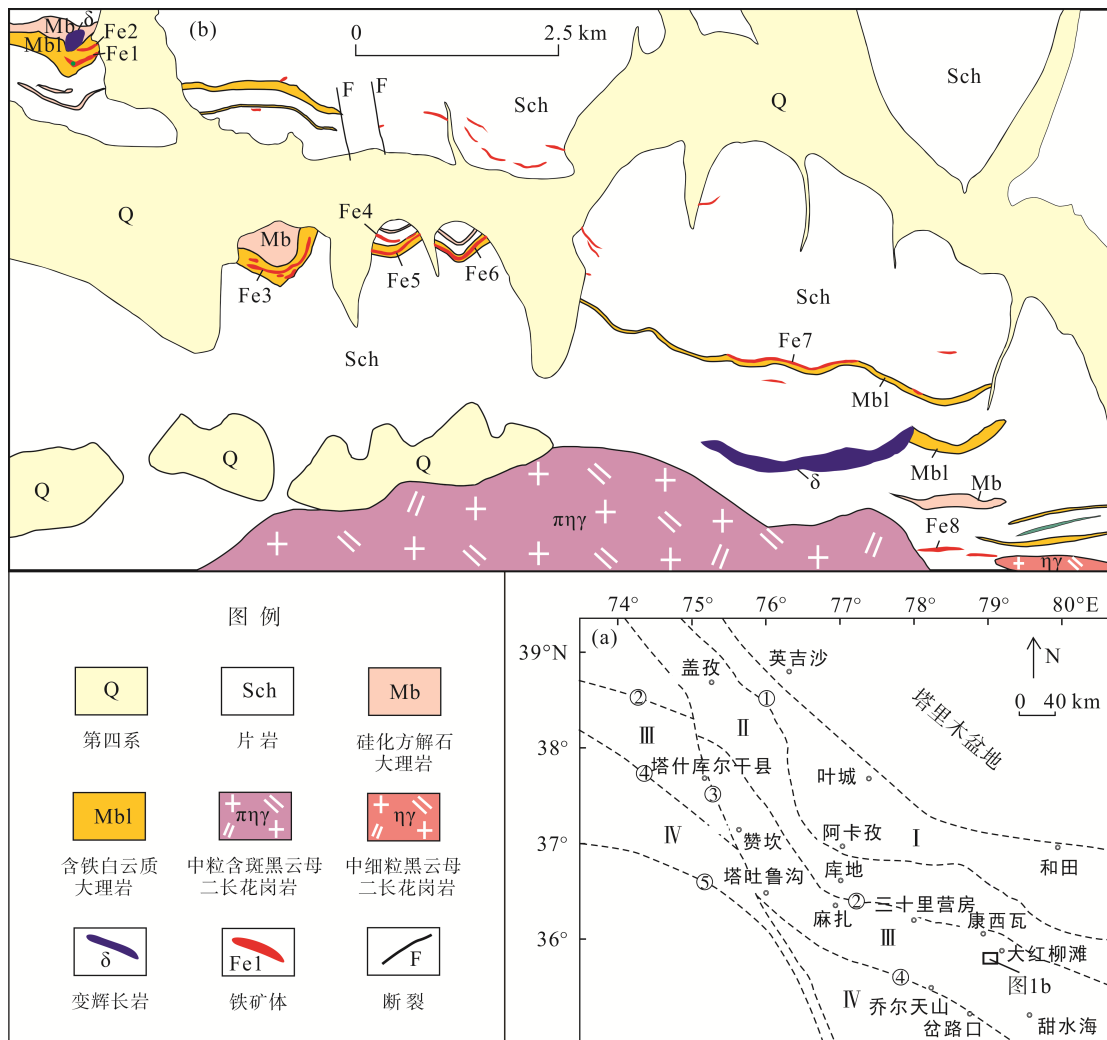 (b)
0 2.5 km
Mb δ
Mbl
Fe2
Fe1
F F
Sch
Sch
Q
Q
Fe4
Mb
Fe3
Fe5
Fe6
Sch
Sch
Fe7
Mbl
Q
Q
Q
δ
Mbl
Mb
πηγ
Fe8
ηγ
图 例
Q
第四系
Sch
片岩
Mb
硅化方解石
大理岩
Mbl
含铁白云质
大理岩
πηγ
中粒含斑黑云母
二长花岗岩
ηγ
中细粒黑云母
二长花岗岩
δ
变辉长岩
Fe1
铁矿体
F
断裂
74° 75° 76° 77° 78° 79° 80°E
(a)
39°N
38°
37°
36°
N
0 40 km
盖孜
英吉沙
塔里木盆地
②
①
Ⅲ
Ⅱ
④
塔什库尔干县
③
叶城
Ⅳ
赞坎
阿卡孜
Ⅰ
和田
⑤
塔吐鲁沟
库地
麻扎
②
三十里营房
康西瓦
Ⅲ
大红柳滩
图1b
④
Ⅳ
乔尔天山
岔路口
甜水海